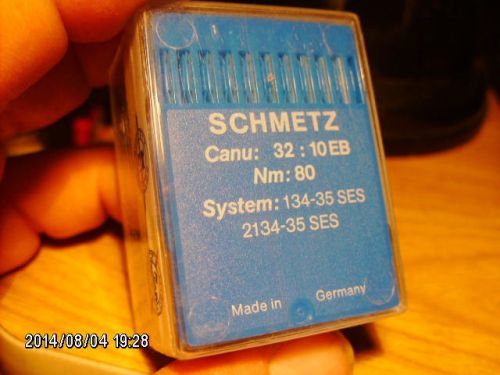 SCHMETZ
Canu: 32 : 10 EB
Nm: 80
System: 134-35 SES
2134-35 SES
Made in Germany
2014/08/04 19:28